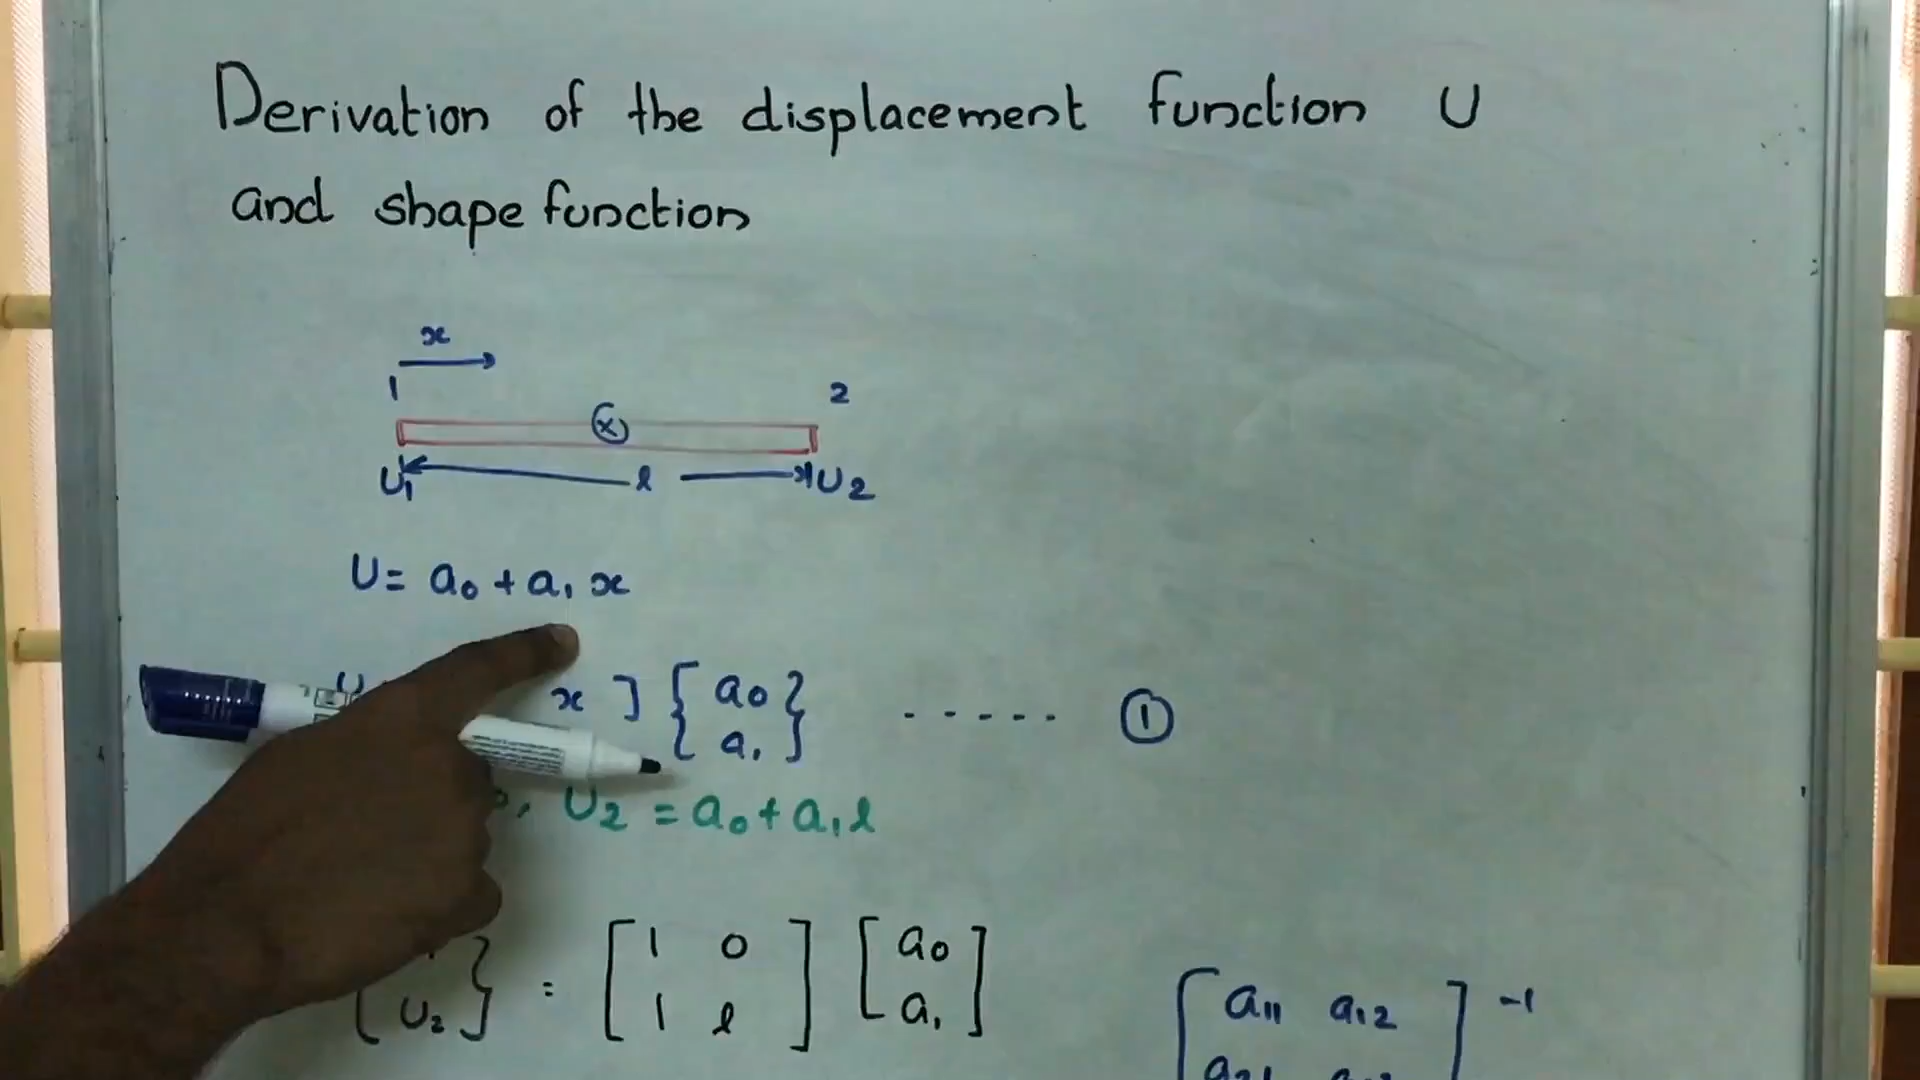 Derivation of the displacement function U
and shape function
x
1 2
x
U1 l U2
U = a0 + a1 x
U x ] { a0
a1 } ----- ①
, U2 = a0 + a1 l
U2 } = [ 1 0
1 l ] [ a0
a1 ]
[ a11 a12 ] -1